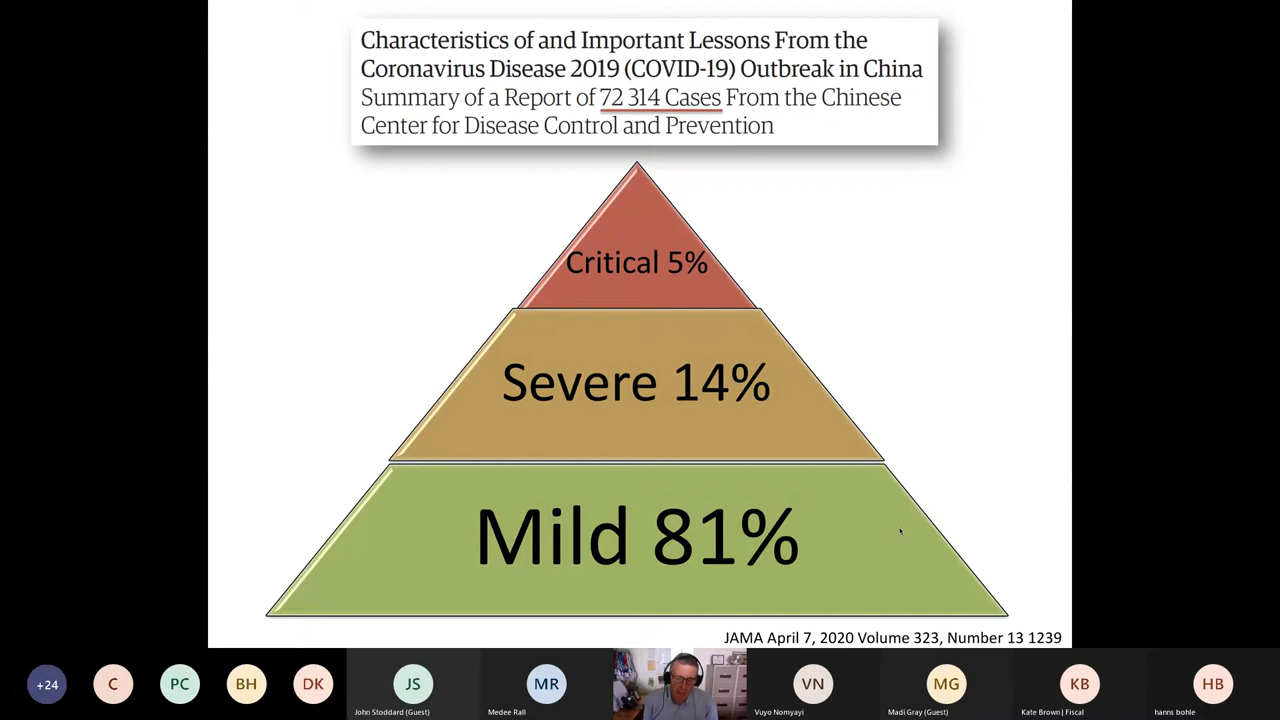 Characteristics of and Important Lessons From the
Coronavirus Disease 2019 (COVID-19) Outbreak in China
Summary of a Report of 72 314 Cases From the Chinese
Center for Disease Control and Prevention
Critical 5%
Severe 14%
Mild 81%
JAMA April 7, 2020 Volume 323, Number 13 1239
+24
C
PC
BH
DK
JS
MR
VN
MG
KB
HB
John Stoddard (Guest)
Medee Rall
Vuyo Nomyayi
Madi Gray (Guest)
Kate Brown | Fiscal
hanns bohle